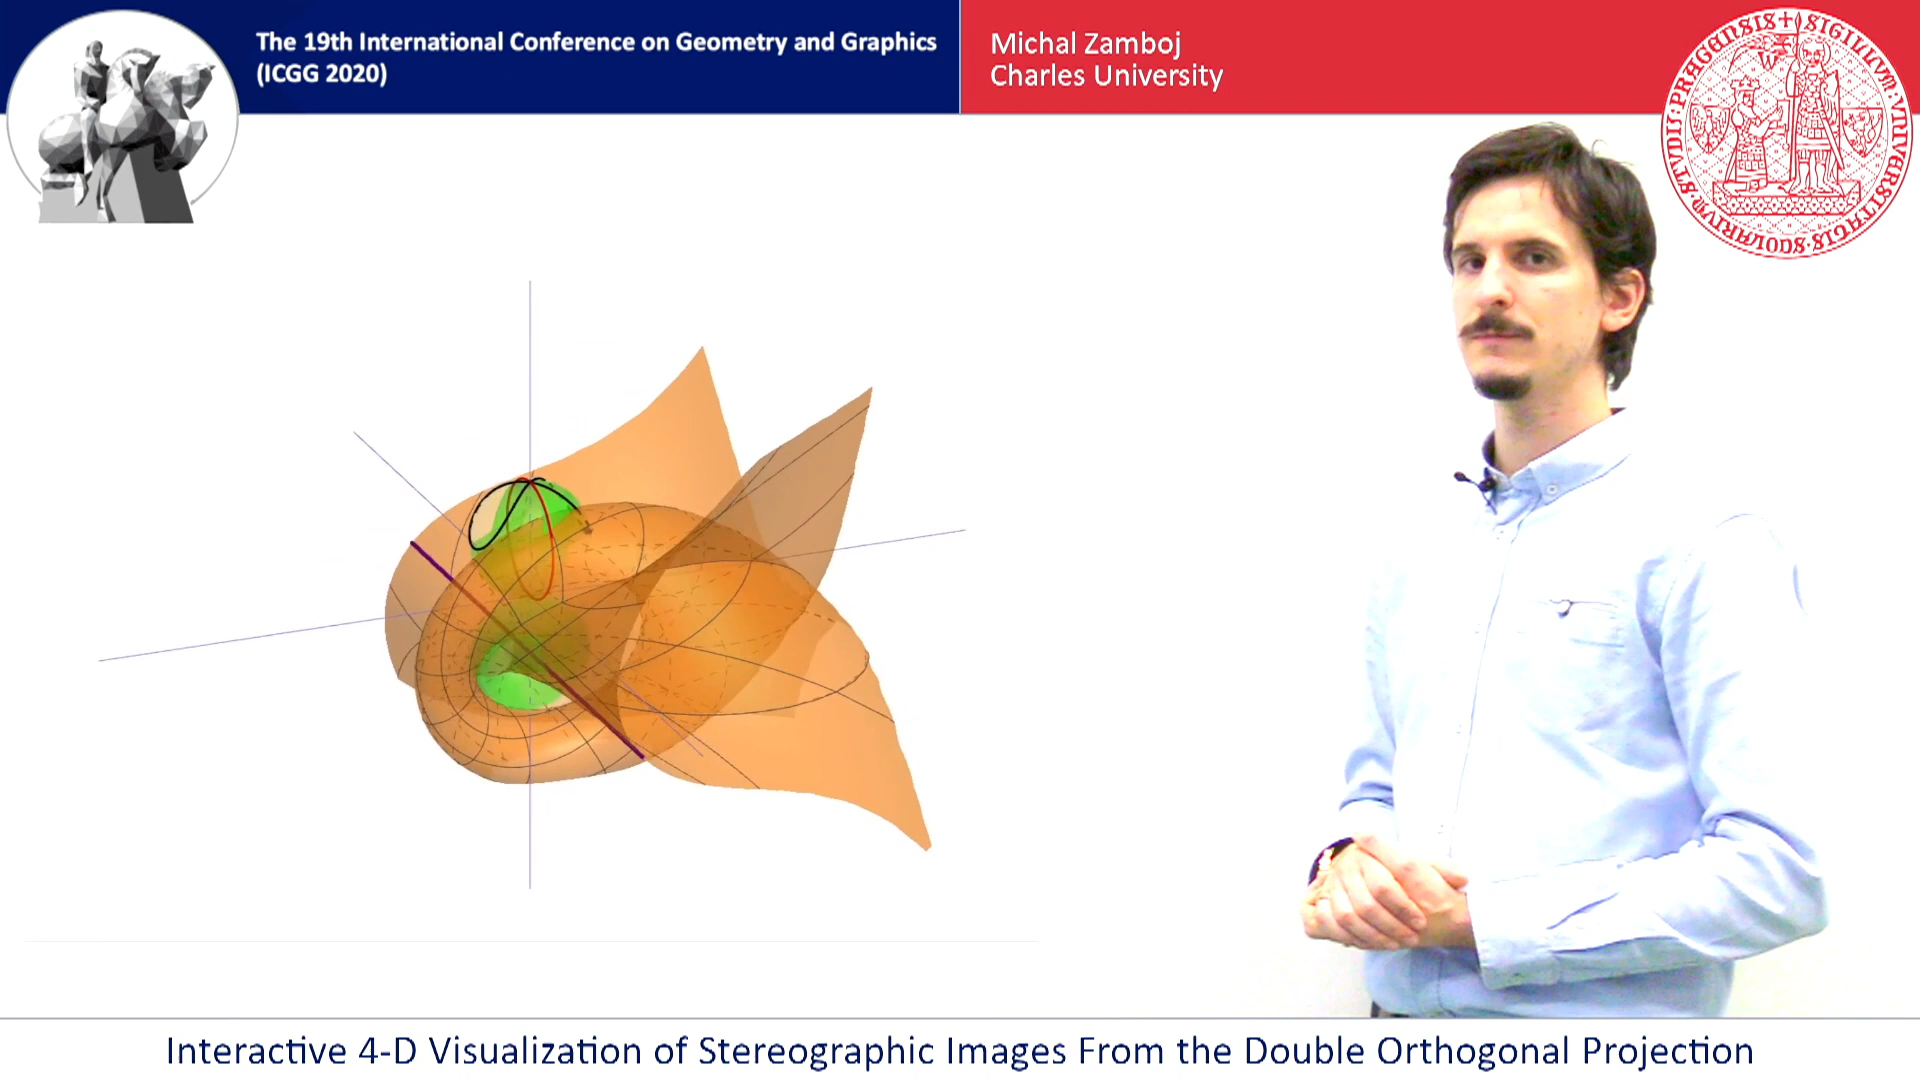 The 19th International Conference on Geometry and Graphics
(ICGG 2020)
Michal Zamboj
Charles University
Interactive 4-D Visualization of Stereographic Images From the Double Orthogonal Projection